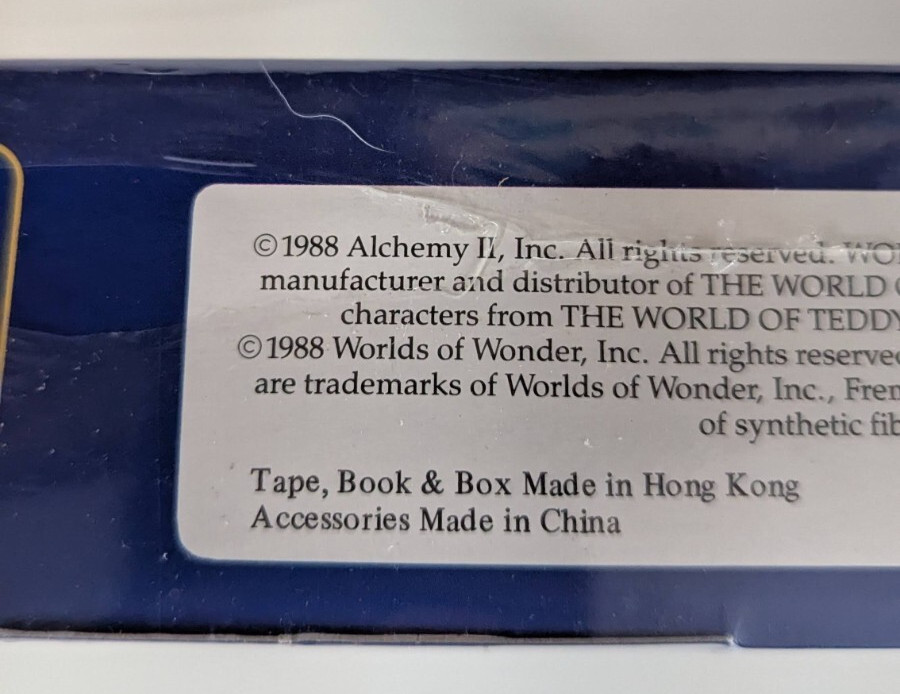 ©1988 Alchemy II, Inc. All rights reserved.
manufacturer and distributor of THE WORLD
characters from THE WORLD OF TEDDY
©1988 Worlds of Wonder, Inc. All rights reserved
are trademarks of Worlds of Wonder, Inc.,
of synthetic
Tape, Book & Box Made in Hong Kong
Accessories Made in China